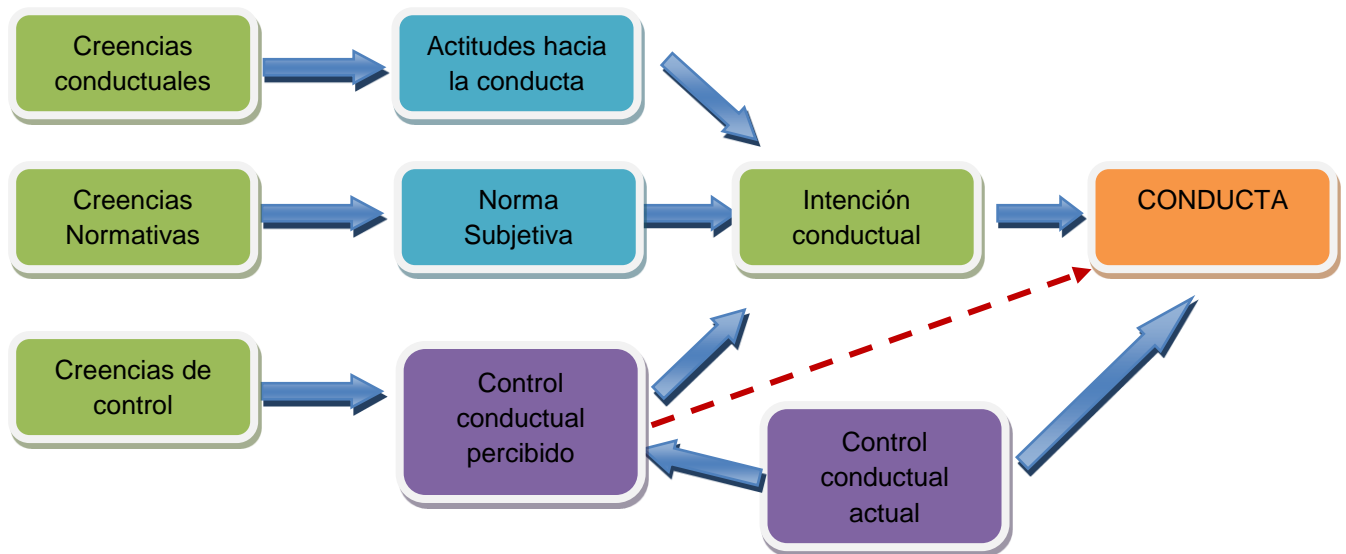 Creencias
conductuales
Actitudes hacia
la conducta
Creencias
Normativas
Norma
Subjetiva
Intención
conductual
CONDUCTA
Creencias de
control
Control
conductual
percibido
Control
conductual
actual